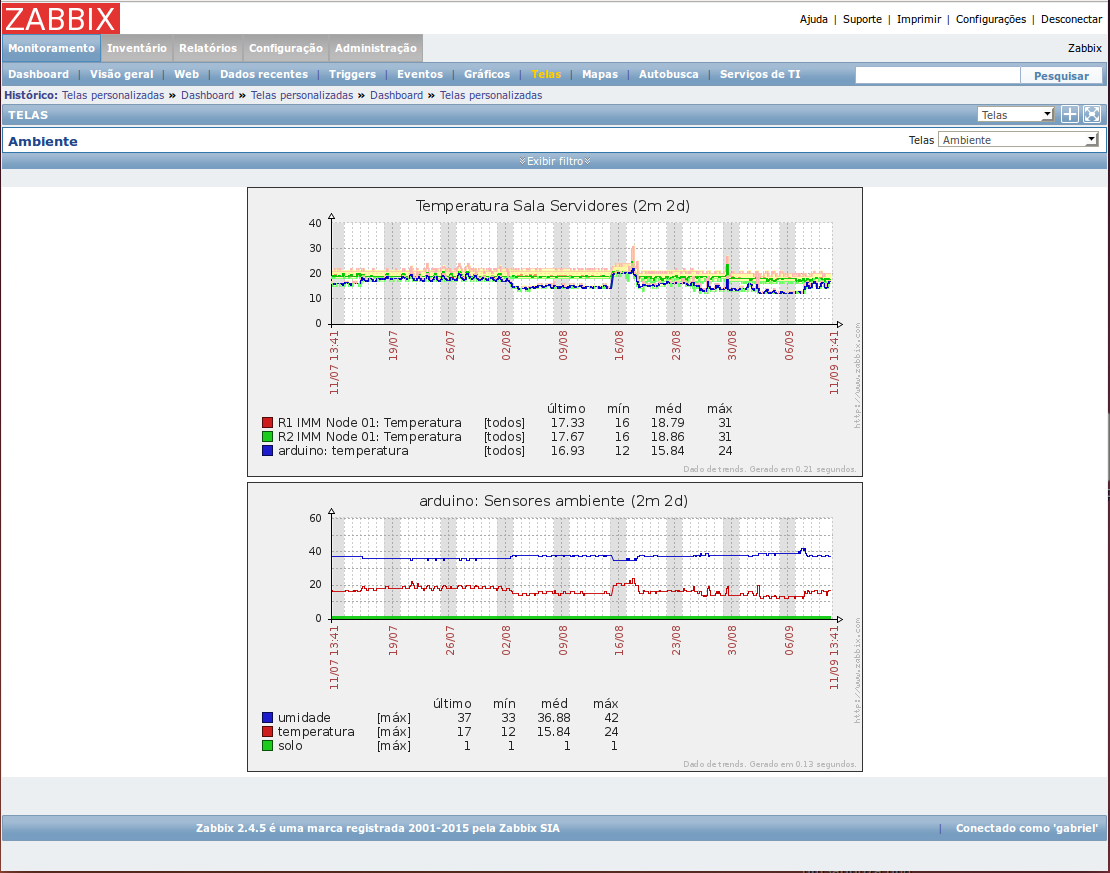 ZABBIX
Ajuda | Suporte | Imprimir | Configurações | Desconectar
Monitoramento Inventário Relatórios Configuração Administração
Zabbix
Dashboard | Visão geral | Web | Dados recentes | Triggers | Eventos | Gráficos | Telas | Mapas | Autobusca | Serviços de TI
Pesquisar
Histórico: Telas personalizadas » Dashboard » Telas personalizadas » Dashboard » Telas personalizadas
TELAS
Telas
Ambiente
Telas Ambiente
Exibir filtro
Temperatura Sala Servidores (2m 2d)
40
30
20
10
0
11/07 13:41 19/07 26/07 02/08 09/08 16/08 23/08 30/08 06/09 11/09 13:41
http://www.zabbix.com
último mín méd máx
R1 IMM Node 01: Temperatura [todos] 17.33 16 18.79 31
R2 IMM Node 01: Temperatura [todos] 17.67 16 18.86 31
arduino: temperatura [todos] 16.93 12 15.84 24
Dado de trends. Gerado em 0.21 segundos.
arduino: Sensores ambiente (2m 2d)
60
40
20
0
11/07 13:41 19/07 26/07 02/08 09/08 16/08 23/08 30/08 06/09 11/09 13:41
http://www.zabbix.com
último mín méd máx
umidade [máx] 37 33 36.88 42
temperatura [máx] 17 12 15.84 24
solo [máx] 1 1 1 1
Dado de trends. Gerado em 0.13 segundos.
Zabbix 2.4.5 é uma marca registrada 2001-2015 pela Zabbix SIA
| Conectado como 'gabriel'